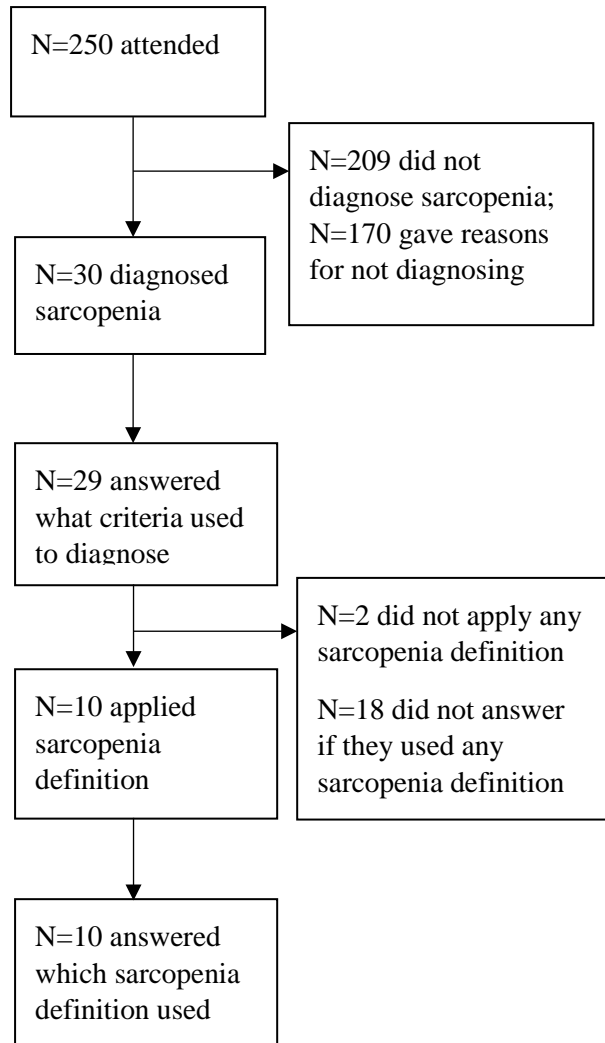 N=250 attended
N=209 did not
diagnose sarcopenia;
N=170 gave reasons
for not diagnosing
N=30 diagnosed
sarcopenia
N=29 answered
what criteria used
to diagnose
N=2 did not apply any
sarcopenia definition
N=18 did not answer
if they used any
sarcopenia definition
N=10 applied
sarcopenia
definition
N=10 answered
which sarcopenia
definition used